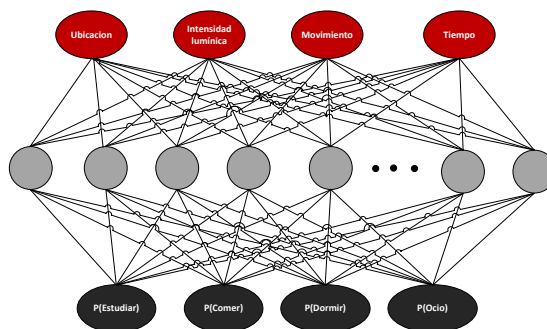 Ubicacion
Intensidad
lumínica
Movimiento
Tiempo
P(Estudiar)
P(Comer)
P(Dormir)
P(Ocio)